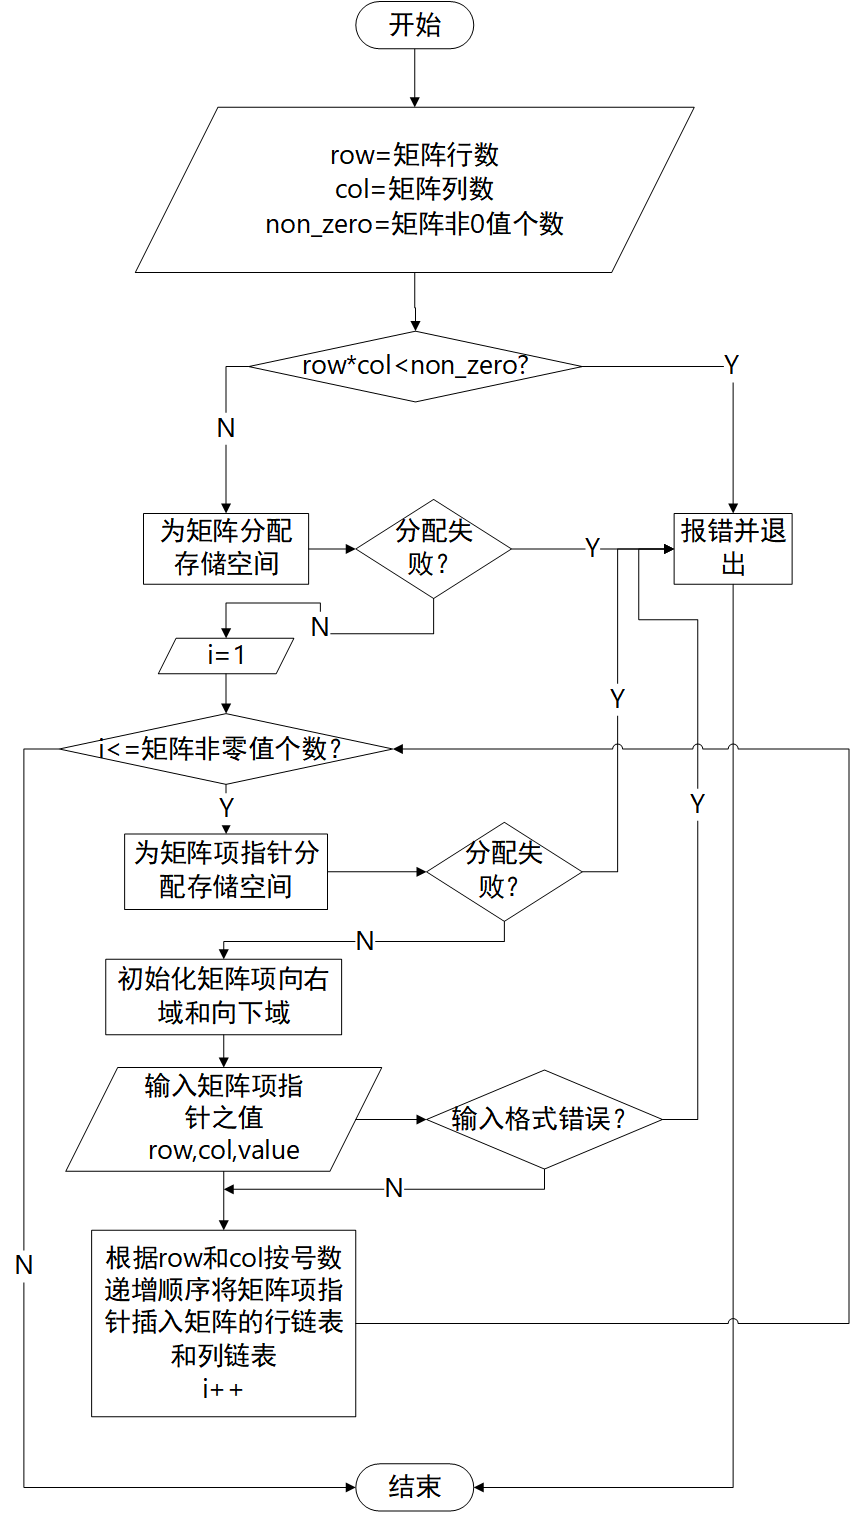 开始
row=矩阵行数
col=矩阵列数
non_zero=矩阵非0值个数
row*col<non_zero?
Y
N
为矩阵分配
存储空间
分配失
败？
Y
报错并退
出
N
i=1
Y
i<=矩阵非零值个数？
Y
Y
为矩阵项指针分
配存储空间
分配失
败？
N
初始化矩阵项向右
域和向下域
输入矩阵项指
针之值
row,col,value
输入格式错误？
N
N
根据row和col按号数
递增顺序将矩阵项指
针插入矩阵的行链表
和列链表
i++
结束